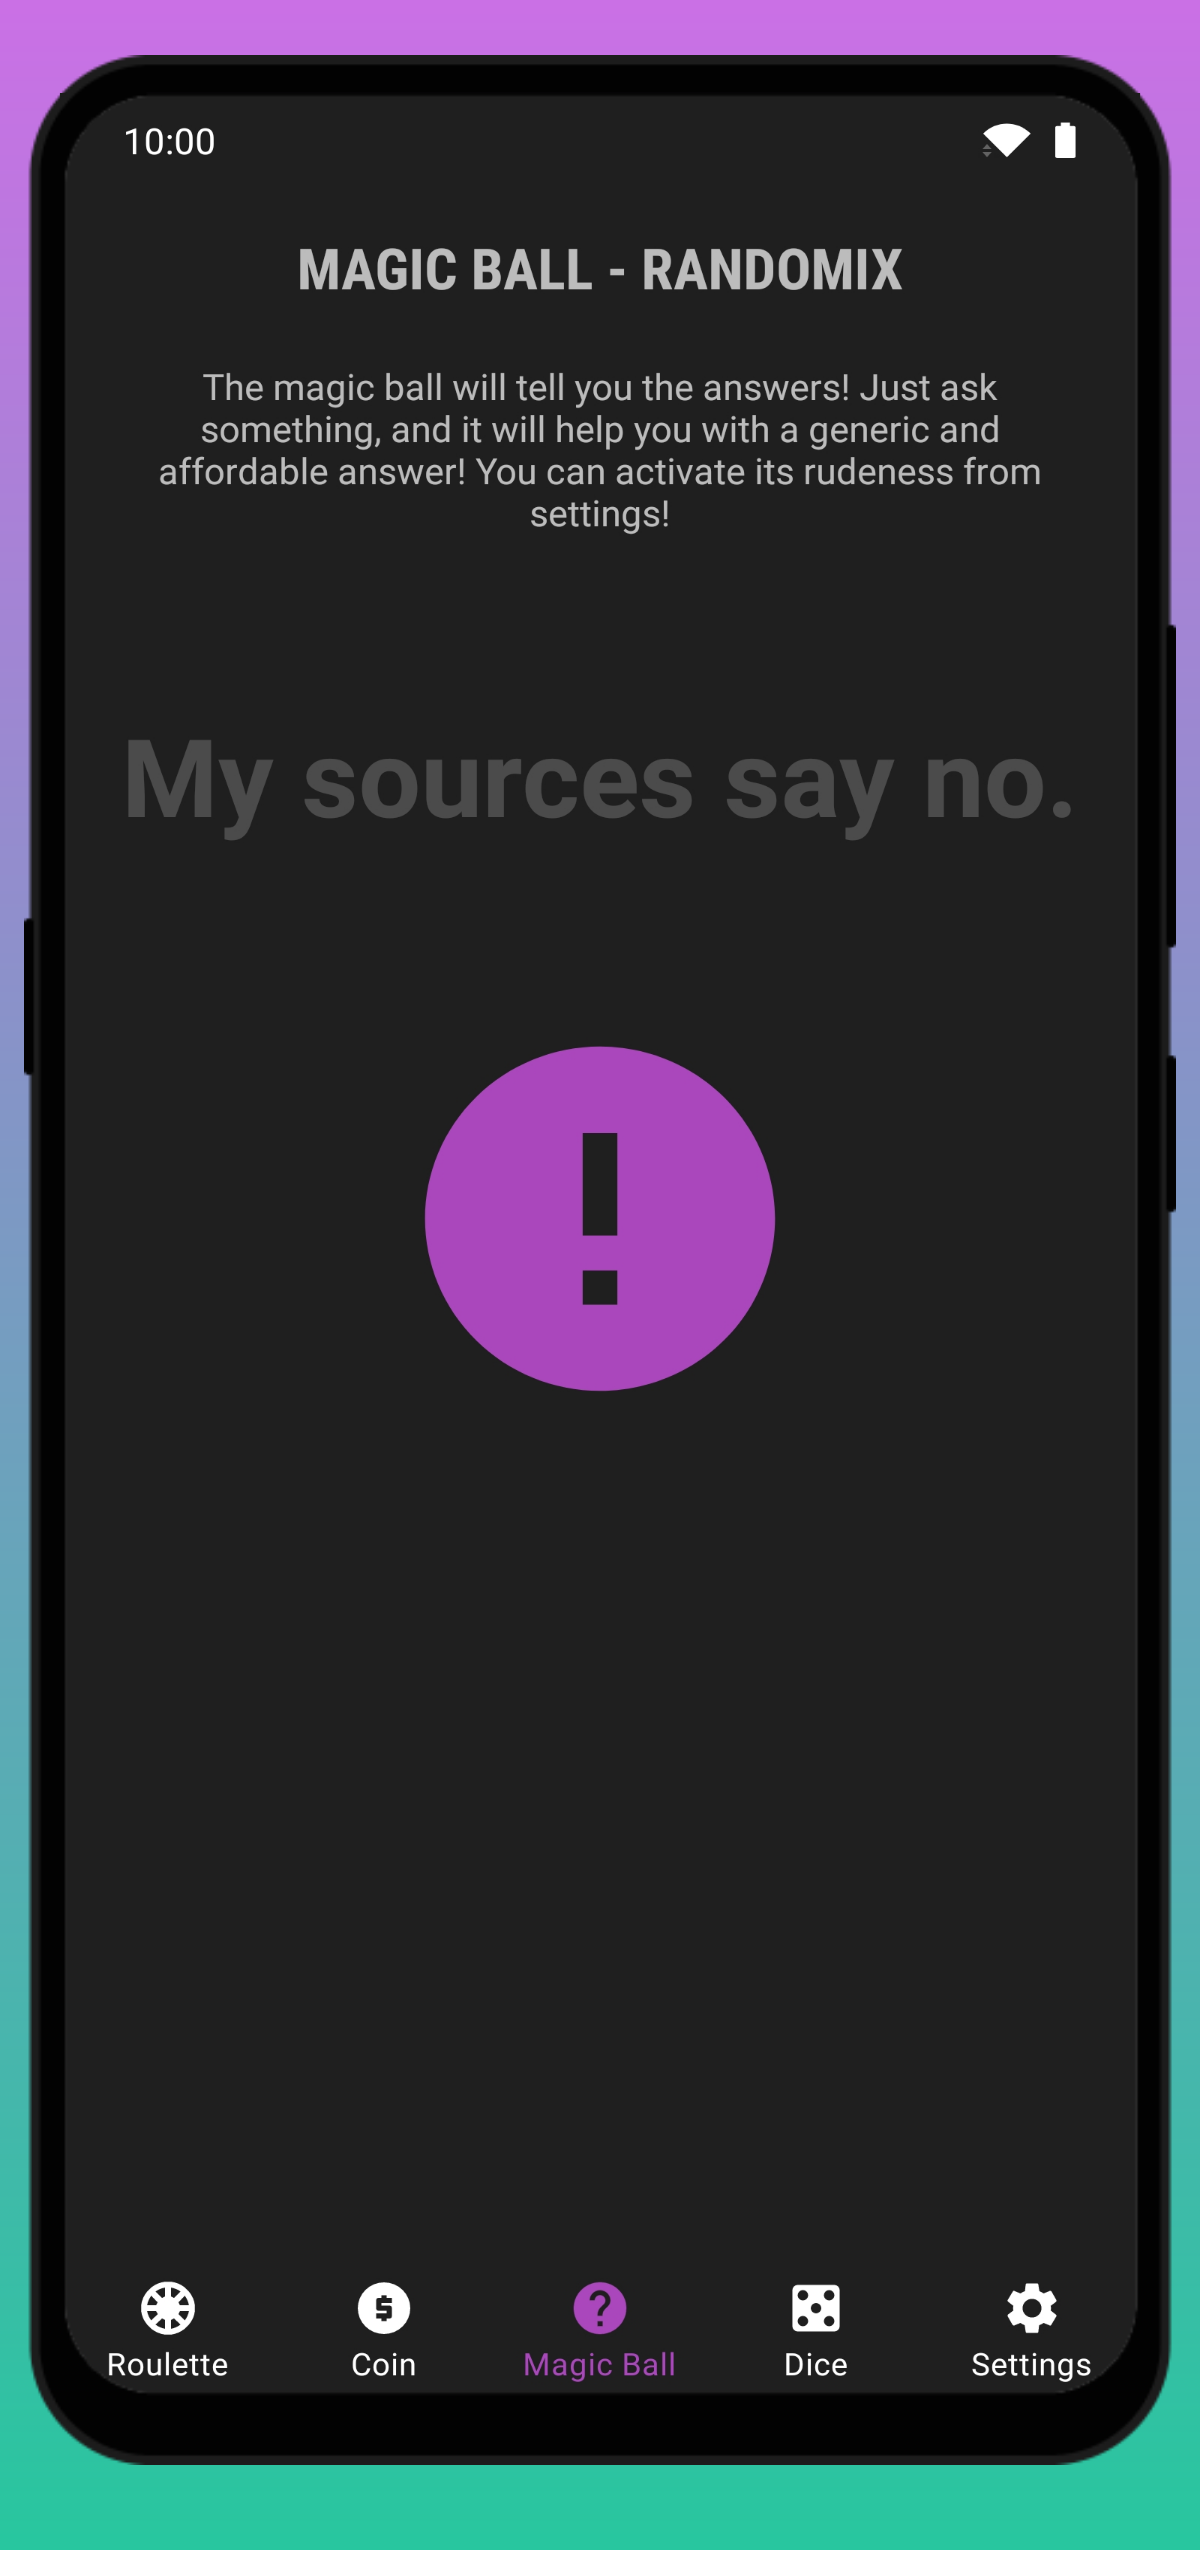 10:00
MAGIC BALL - RANDOMIX
The magic ball will tell you the answers! Just ask
something, and it will help you with a generic and
affordable answer! You can activate its rudeness from
settings!
My sources say no.
!
$
?
Roulette
Coin
Magic Ball
Dice
Settings